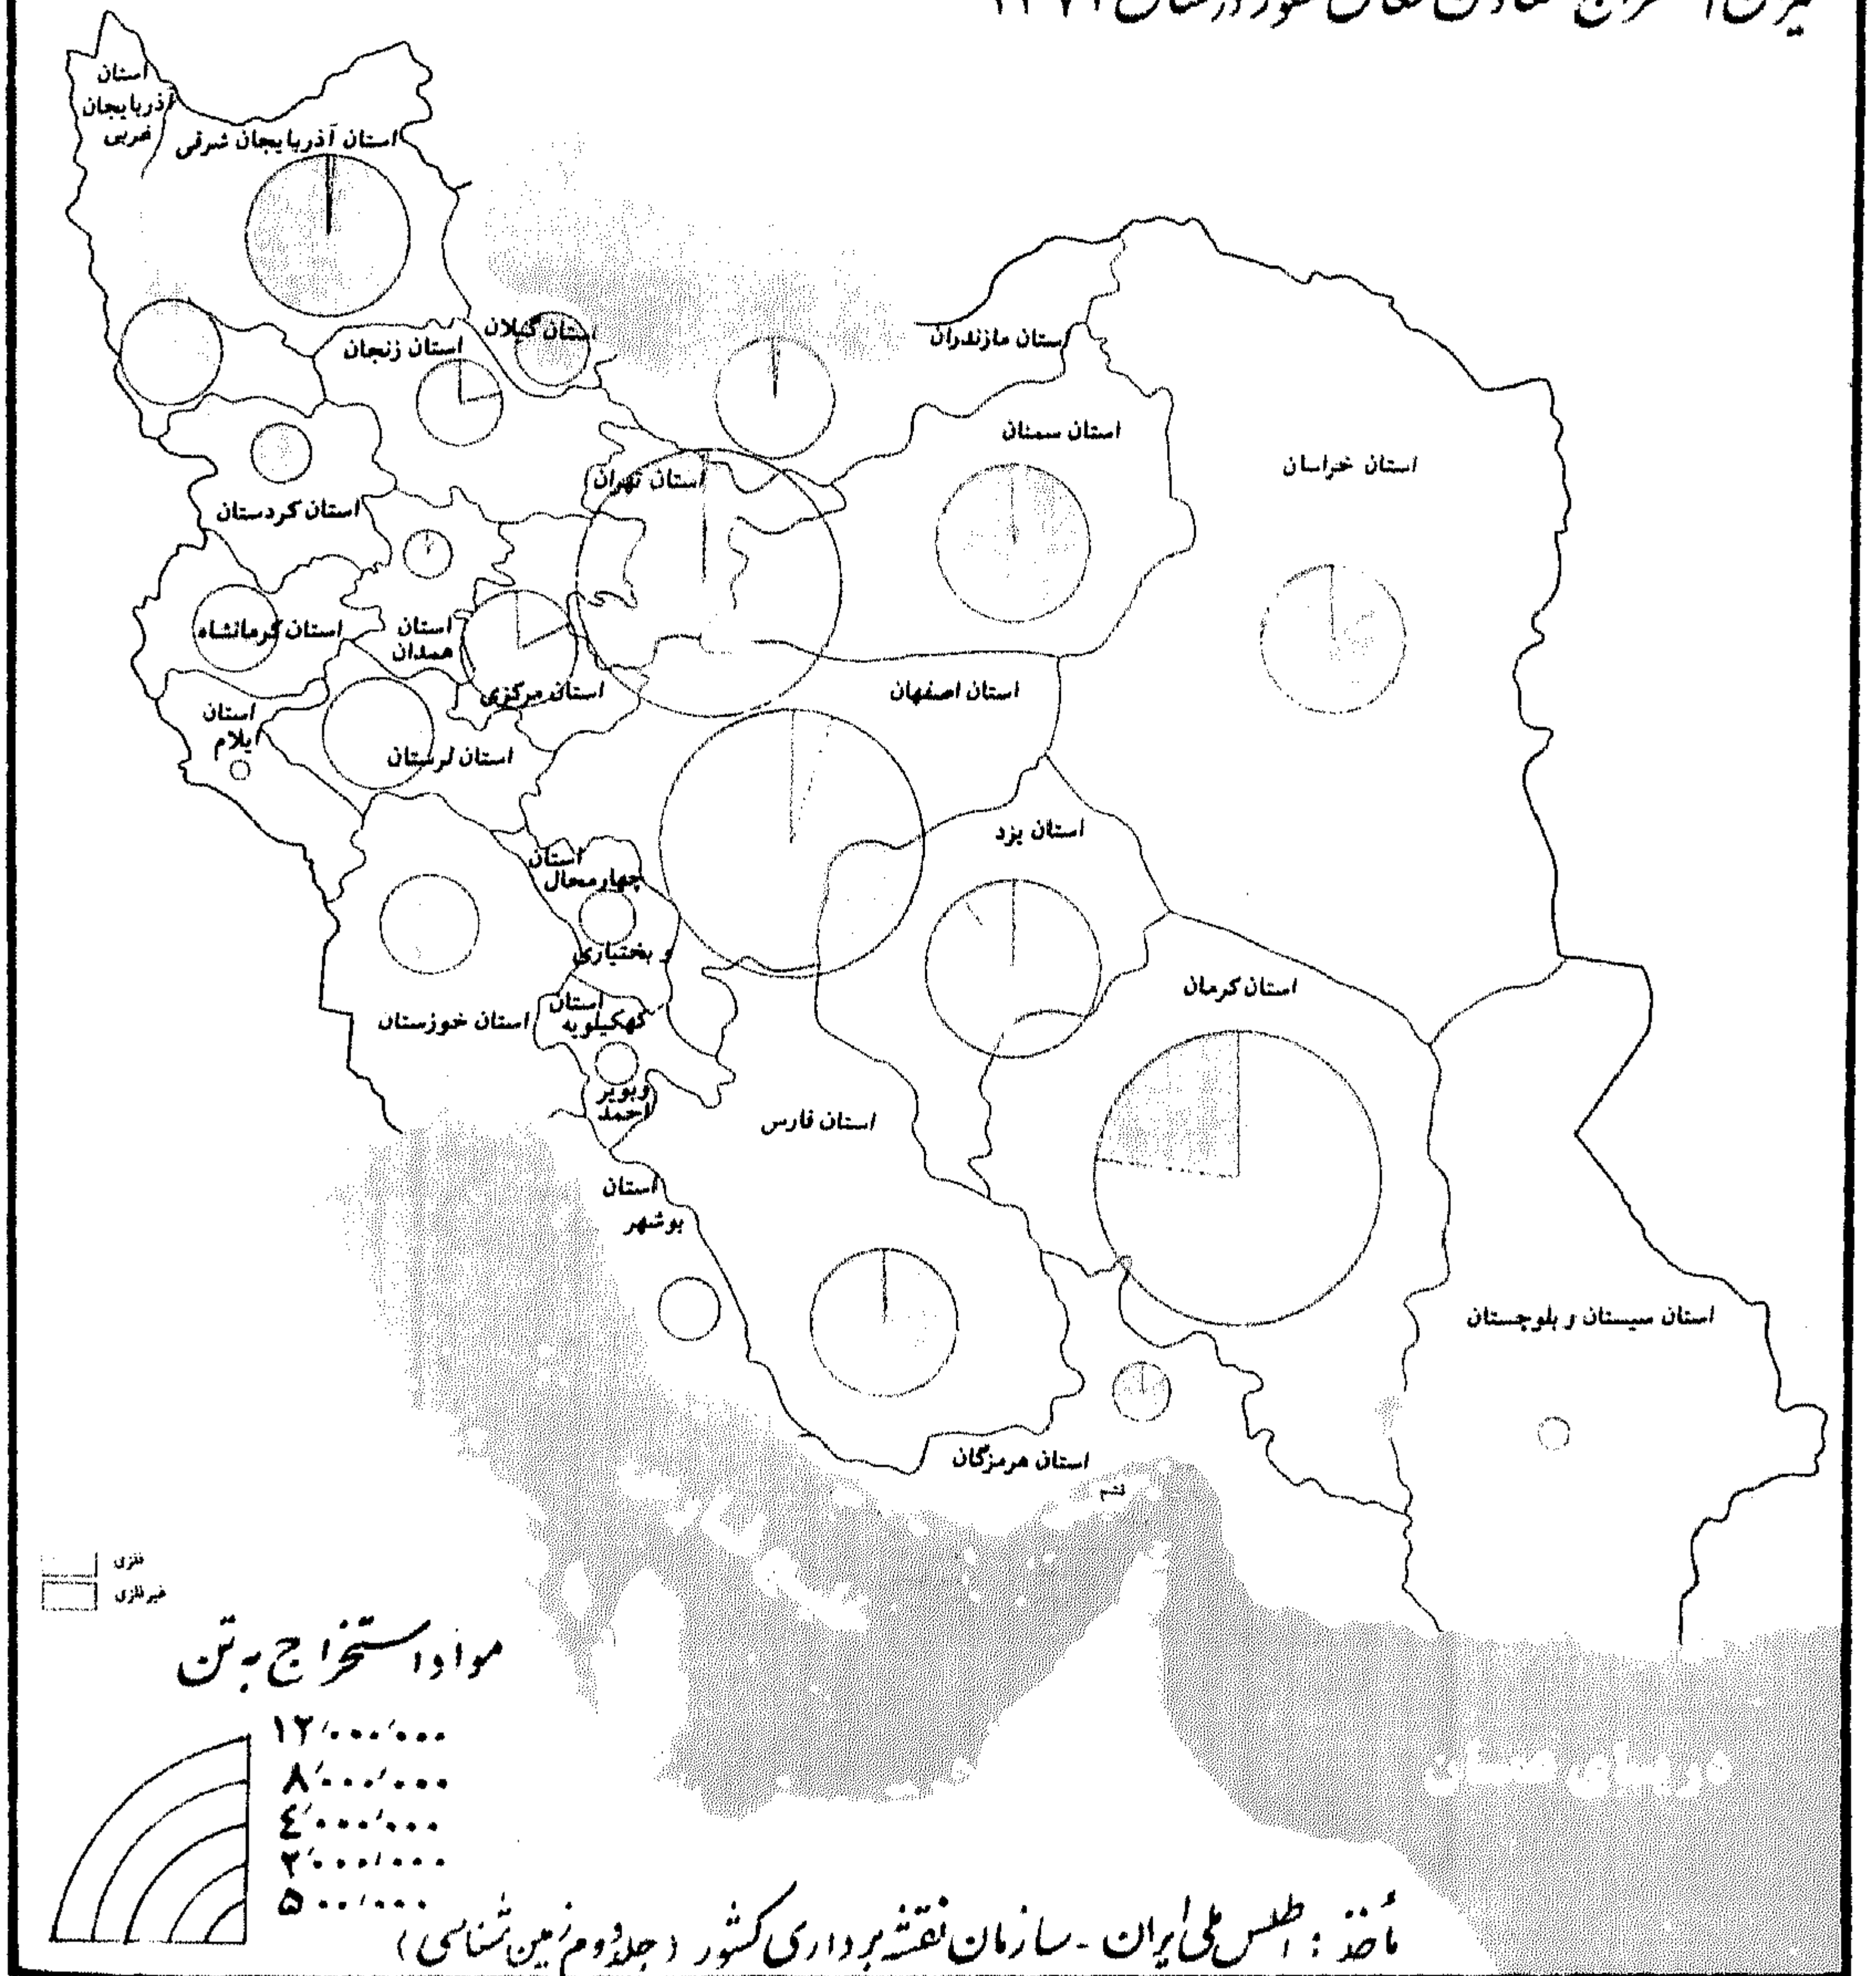 استان
آذربایجان
غربی
استان آذربایجان شرقی
استان گیلان
استان زنجان
استان مازندران
استان سمنان
استان خراسان
استان تهران
استان کردستان
استان کرمانشاه
استان
همدان
استان مرکزی
استان اصفهان
استان
ایلام
استان لرستان
استان یزد
استان
چهارمحال
و بختیاری
استان کرمان
استان
کهکیلویه
وبویر
احمد
استان خوزستان
استان فارس
استان
بوشهر
استان سیستان و بلوچستان
استان هرمزگان
قشم
فلزی
غیر فلزی
مواد استخراج به تن
۱۲/۰۰۰/۰۰۰
۸/۰۰۰/۰۰۰
٤/۰۰۰/۰۰۰
۲/۰۰۰/۰۰۰
۵۰۰/۰۰۰
دریای عمان
مأخذ : اطلس ملی ایران - سازمان نقشه برداری کشور ( جلد دوم زمین شناسی )